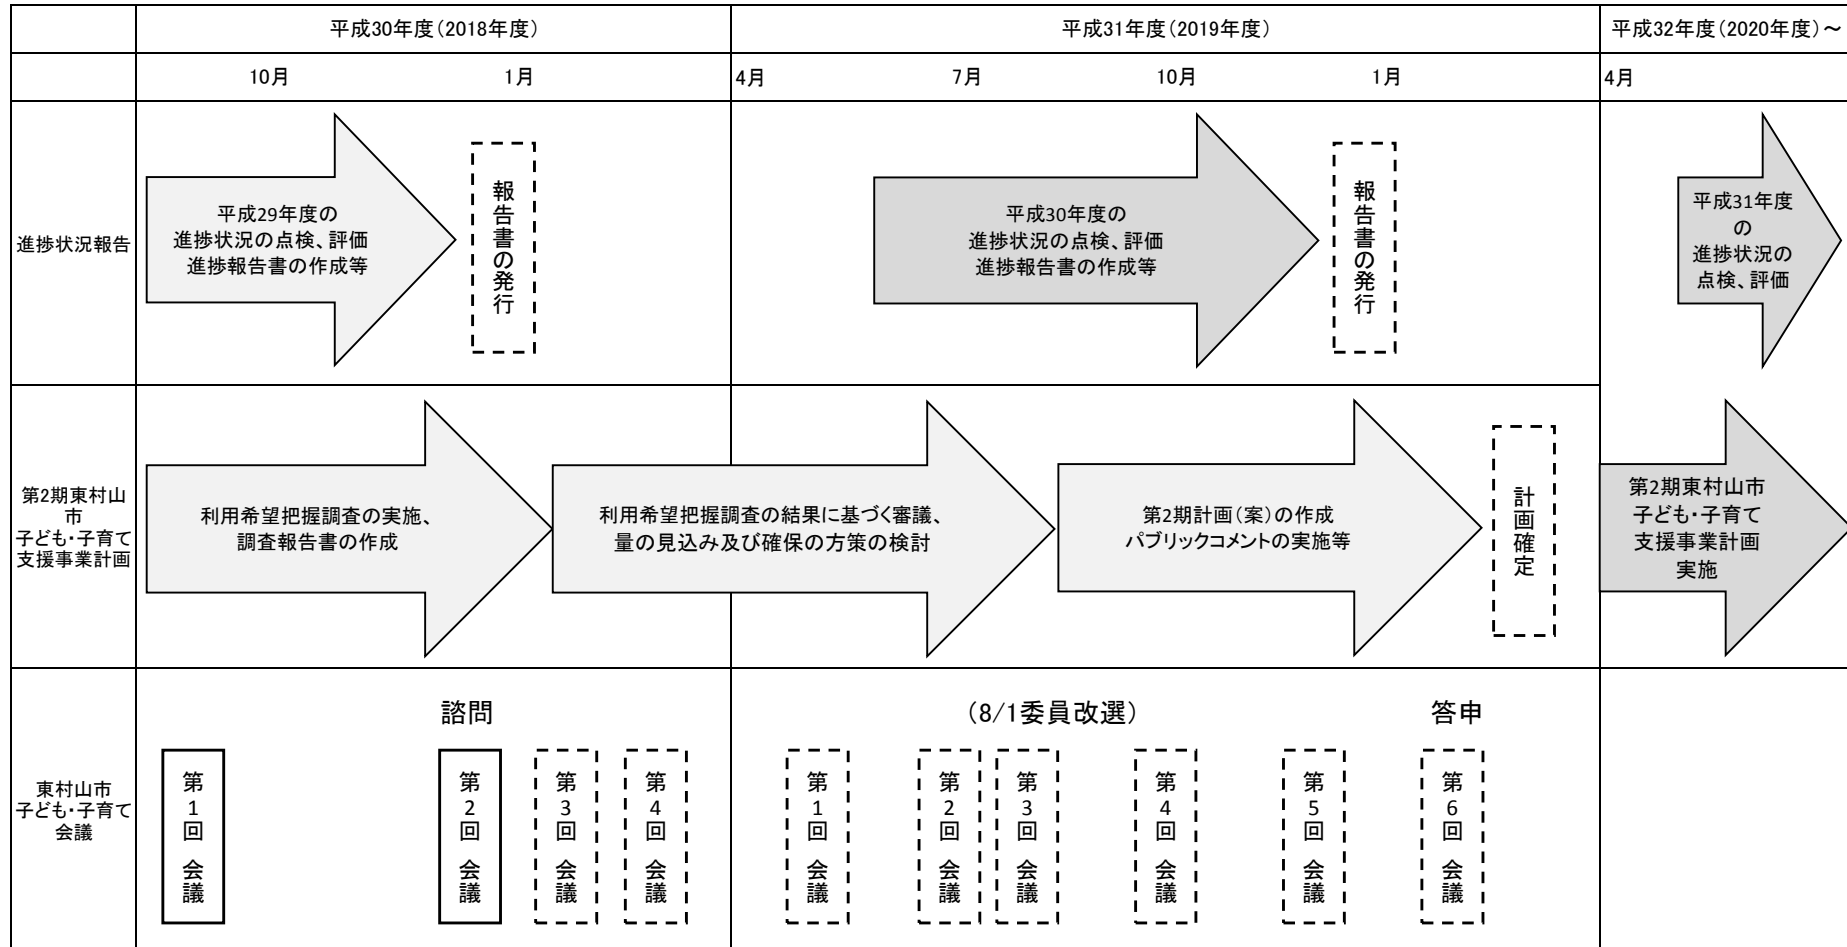 平成30年度(2018年度)
平成31年度(2019年度)
平成32年度(2020年度)～
10月
1月
4月
7月
10月
1月
4月
進捗状況報告
平成29年度の
進捗状況の点検、評価
進捗報告書の作成等
報告書の発行
平成30年度の
進捗状況の点検、評価
進捗報告書の作成等
報告書の発行
平成31年度
の
進捗状況の
点検、評価
第2期東村山
市
子ども・子育て
支援事業計画
利用希望把握調査の実施、
調査報告書の作成
利用希望把握調査の結果に基づく審議、
量の見込み及び確保の方策の検討
第2期計画(案)の作成
パブリックコメントの実施等
計画確定
第2期東村山市
子ども・子育て
支援事業計画
実施
東村山市
子ども・子育て
会議
諮問
(8/1委員改選)
答申
第1回 会議
第2回 会議
第3回 会議
第4回 会議
第1回 会議
第2回 会議
第3回 会議
第4回 会議
第5回 会議
第6回 会議